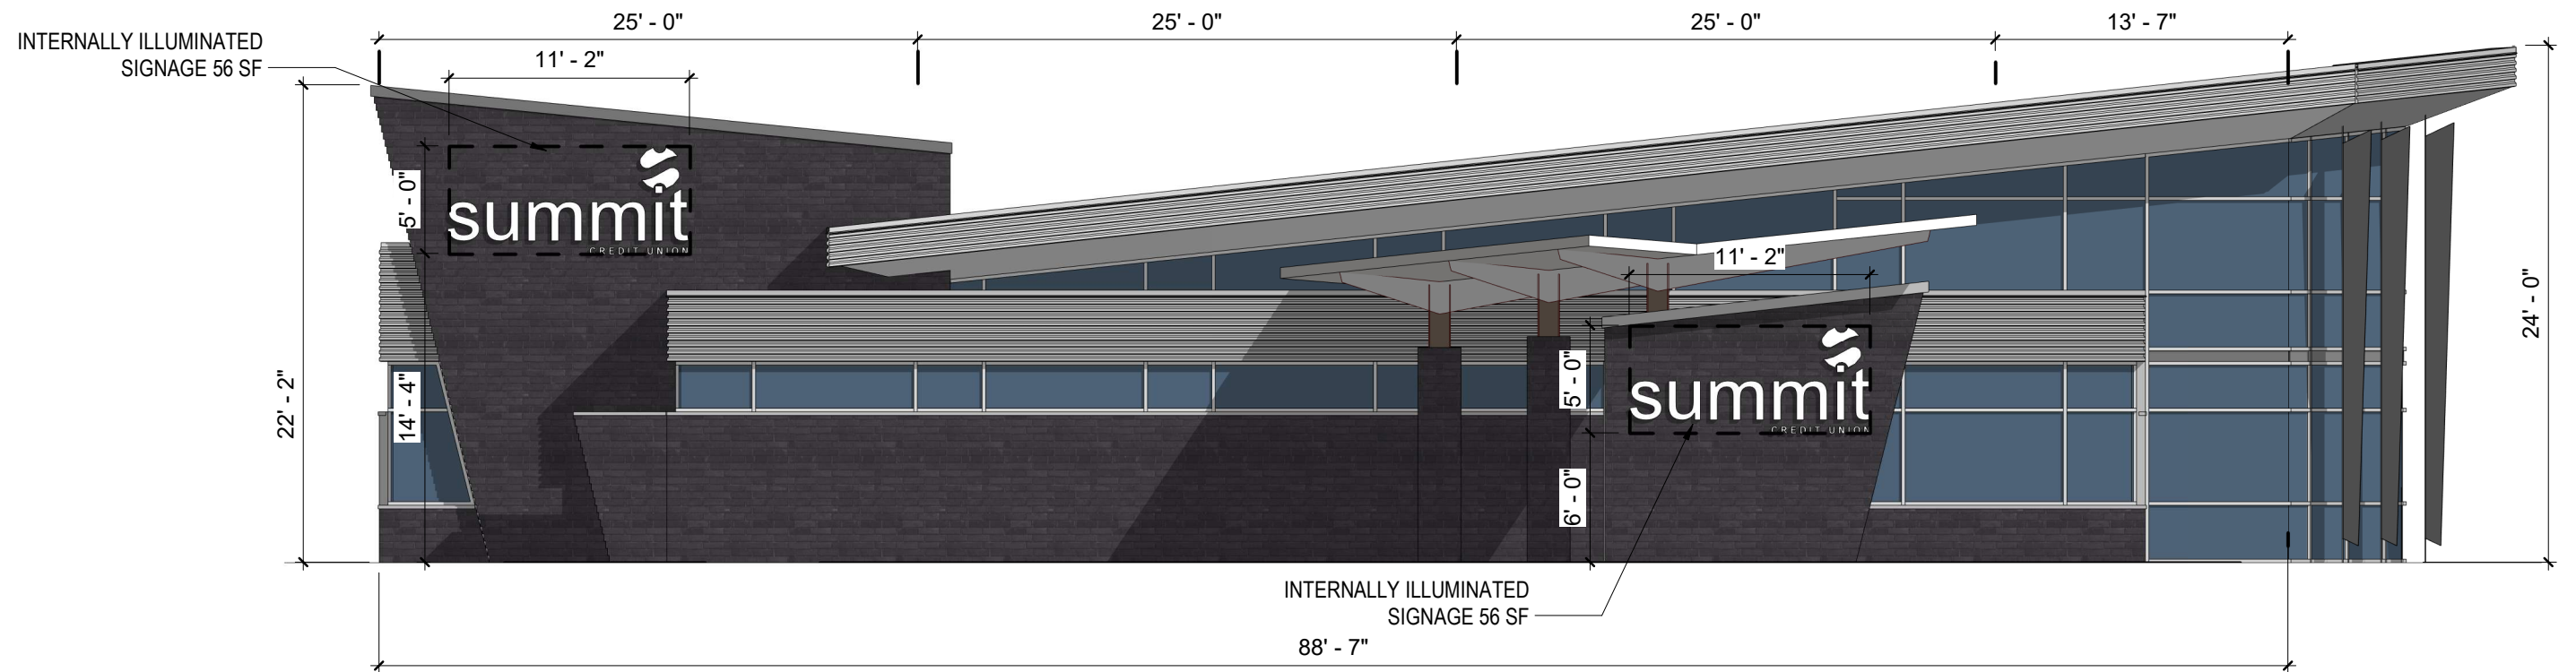 25' - 0"
25' - 0"
25' - 0"
13' - 7"
INTERNALLY ILLUMINATED
SIGNAGE 56 SF
11' - 2"
5' - 0"
summit
CREDIT UNION
11' - 2"
24' - 0"
22' - 2"
14' - 4"
5' - 0"
summit
CREDIT UNION
6' - 0"
INTERNALLY ILLUMINATED
SIGNAGE 56 SF
88' - 7"